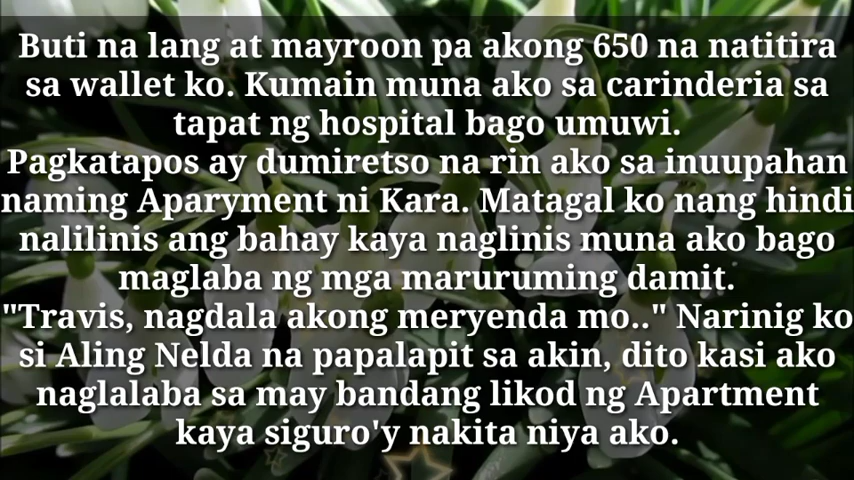 Buti na lang at mayroon pa akong 650 na natitira
sa wallet ko. Kumain muna ako sa carinderia sa
tapat ng hospital bago umuwi.
Pagkatapos ay dumiretso na rin ako sa inuupahan
naming Aparyment ni Kara. Matagal ko nang hindi
nalilinis ang bahay kaya naglinis muna ako bago
maglaba ng mga maruruming damit.
"Travis, nagdala akong meryenda mo.." Narinig ko
si Aling Nelda na papalapit sa akin, dito kasi ako
naglalaba sa may bandang likod ng Apartment
kaya siguro'y nakita niya ako.